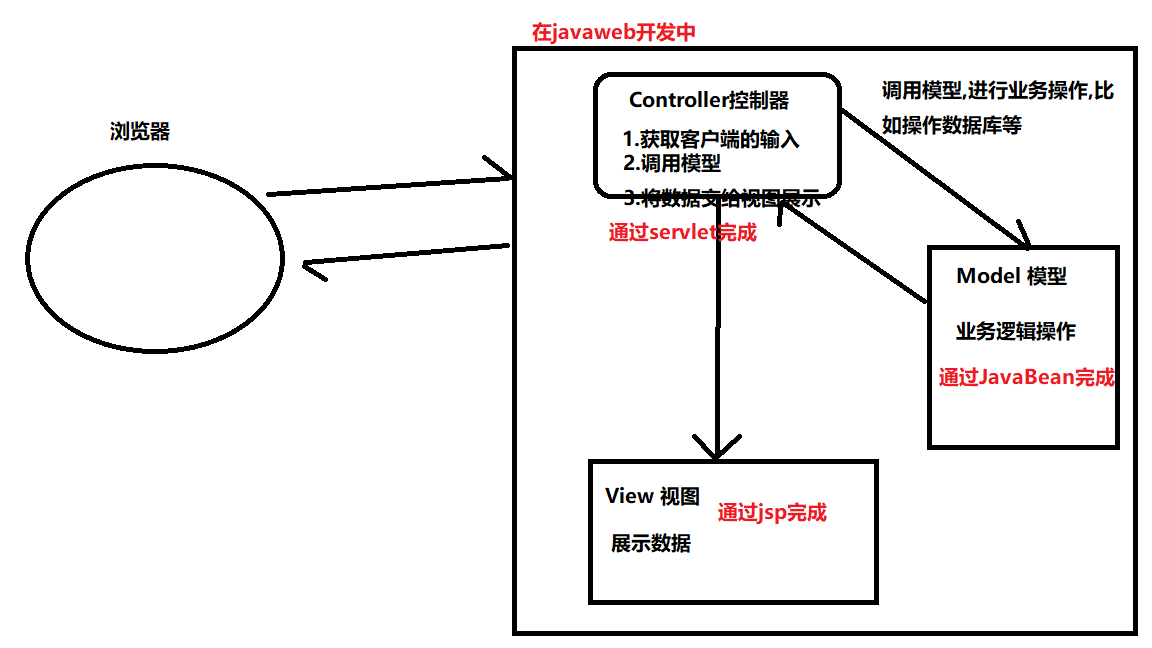 在javaweb开发中
浏览器
Controller控制器
1.获取客户端的输入
2.调用模型
3.将数据交给视图展示
通过servlet完成
调用模型,进行业务操作,比
如操作数据库等
Model 模型
业务逻辑操作
通过JavaBean完成
View 视图
通过jsp完成
展示数据